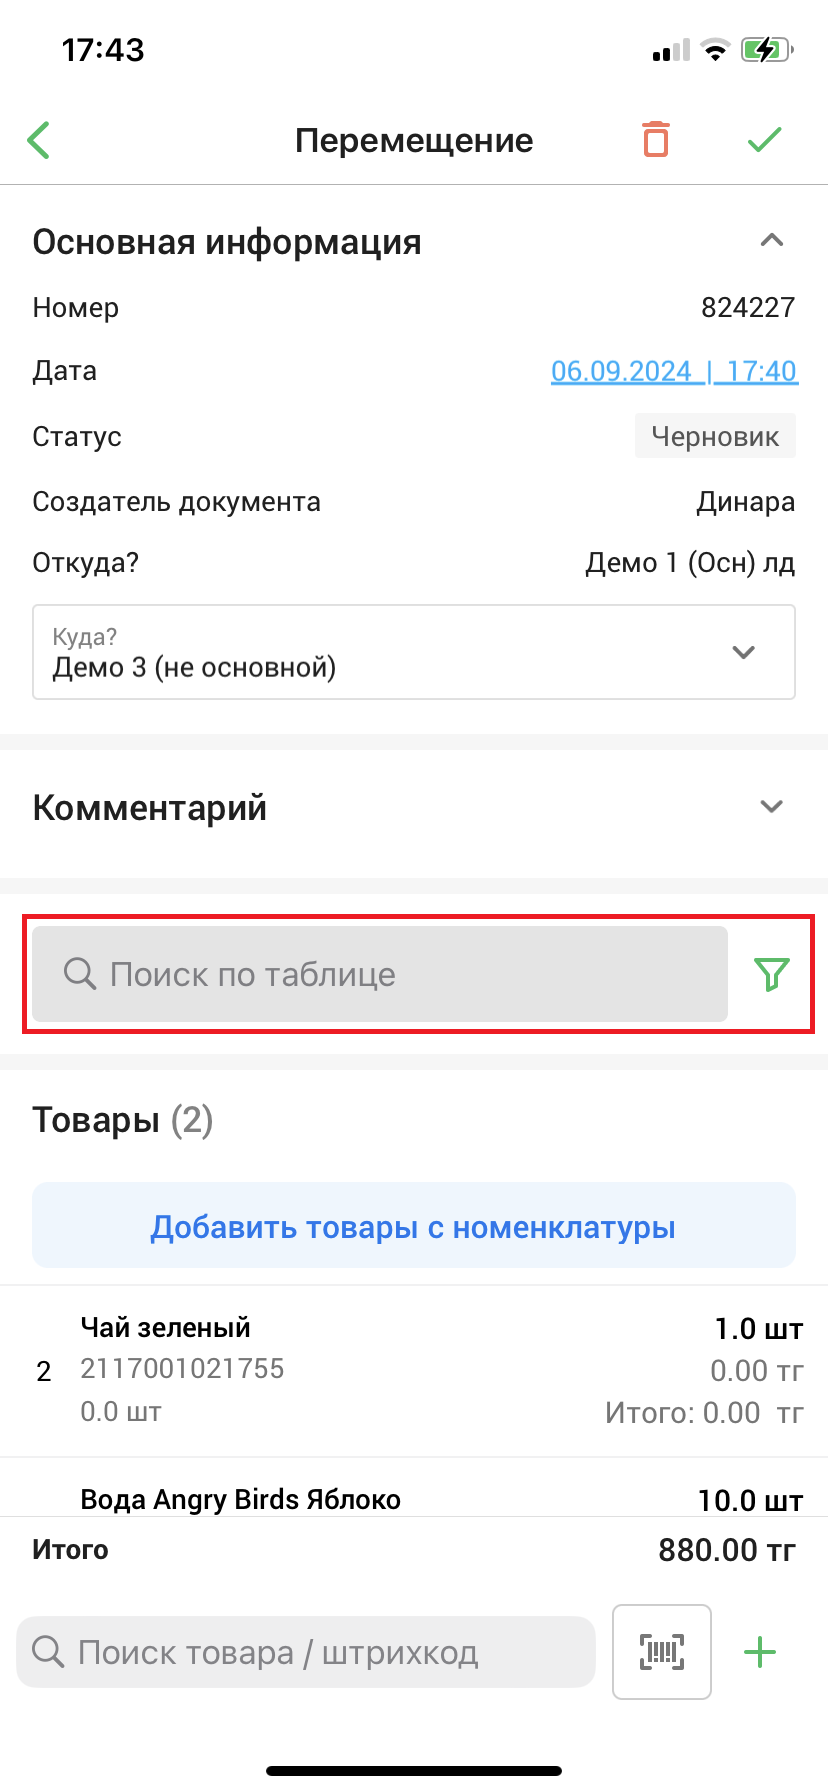 17:43
Перемещение
Основная информация
Номер 824227
Дата 06.09.2024 | 17:40
Статус Черновик
Создатель документа Динара
Откуда? Демо 1 (Осн) лд
Куда?
Демо 3 (не основной)
Комментарий
Поиск по таблице
Товары (2)
Добавить товары с номенклатуры
Чай зеленый 1.0 шт
2 2117001021755 0.00 тг
0.0 шт Итого: 0.00 тг
Вода Angry Birds Яблоко 10.0 шт
Итого 880.00 тг
Поиск товара / штрихкод